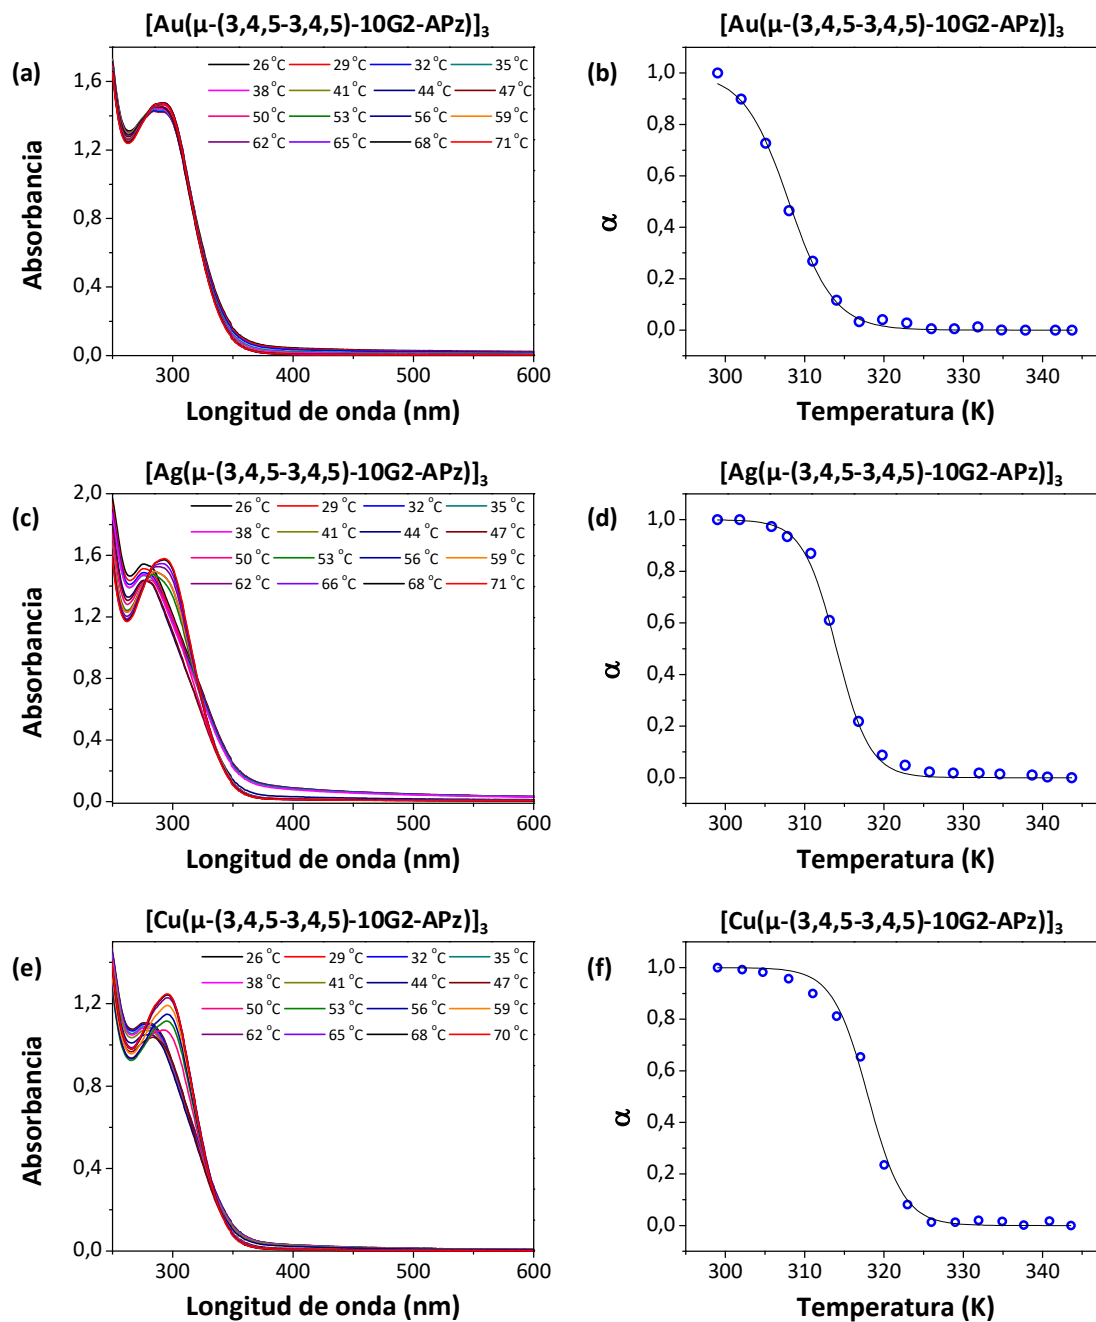 [Au(μ-(3,4,5-3,4,5)-10G2-APz)]₃
(a)
26 °C 29 °C 32 °C 35 °C
38 °C 41 °C 44 °C 47 °C
50 °C 53 °C 56 °C 59 °C
62 °C 65 °C 68 °C 71 °C
1,6
1,2
0,8
0,4
0,0
Absorbancia
300 400 500 600
Longitud de onda (nm)
[Au(μ-(3,4,5-3,4,5)-10G2-APz)]₃
(b)
1,0
0,8
0,6
0,4
0,2
0,0
α
300 310 320 330 340
Temperatura (K)
[Ag(μ-(3,4,5-3,4,5)-10G2-APz)]₃
(c)
26 °C 29 °C 32 °C 35 °C
38 °C 41 °C 44 °C 47 °C
50 °C 53 °C 56 °C 59 °C
62 °C 66 °C 68 °C 71 °C
2,0
1,6
1,2
0,8
0,4
0,0
Absorbancia
300 400 500 600
Longitud de onda (nm)
[Ag(μ-(3,4,5-3,4,5)-10G2-APz)]₃
(d)
1,0
0,8
0,6
0,4
0,2
0,0
α
300 310 320 330 340
Temperatura (K)
[Cu(μ-(3,4,5-3,4,5)-10G2-APz)]₃
(e)
26 °C 29 °C 32 °C 35 °C
38 °C 41 °C 44 °C 47 °C
50 °C 53 °C 56 °C 59 °C
62 °C 65 °C 68 °C 70 °C
1,2
0,8
0,4
0,0
Absorbancia
300 400 500 600
Longitud de onda (nm)
[Cu(μ-(3,4,5-3,4,5)-10G2-APz)]₃
(f)
1,0
0,8
0,6
0,4
0,2
0,0
α
300 310 320 330 340
Temperatura (K)